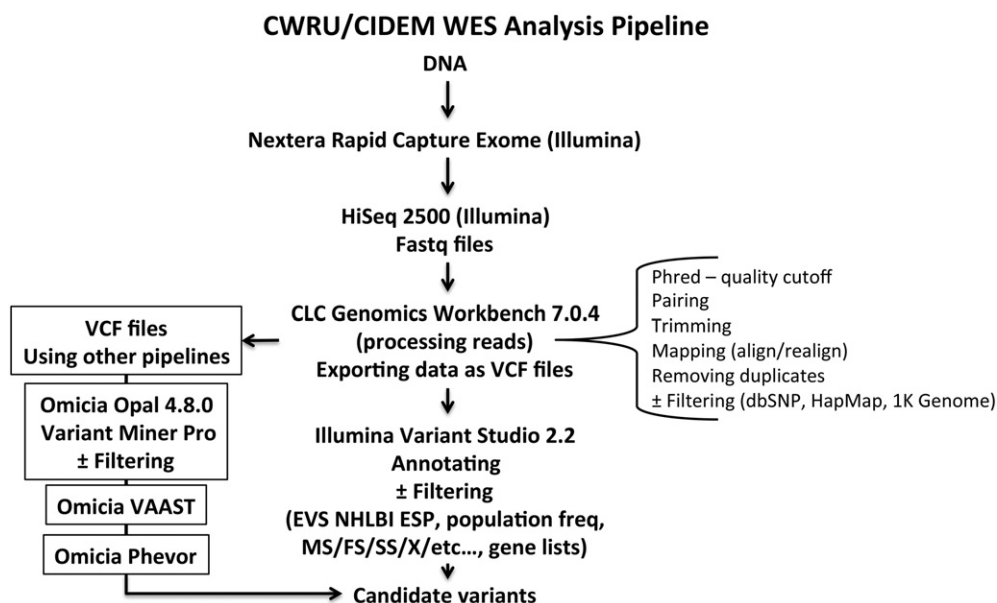 CWRU/CIDEM WES Analysis Pipeline
DNA
Nextera Rapid Capture Exome (Illumina)
HiSeq 2500 (Illumina)
Fastq files
CLC Genomics Workbench 7.0.4
(processing reads)
Exporting data as VCF files
Phred – quality cutoff
Pairing
Trimming
Mapping (align/realign)
Removing duplicates
± Filtering (dbSNP, HapMap, 1K Genome)
VCF files
Using other pipelines
Omicia Opal 4.8.0
Variant Miner Pro
± Filtering
Omicia VAAST
Omicia Phevor
Illumina Variant Studio 2.2
Annotating
± Filtering
(EVS NHLBI ESP, population freq,
MS/FS/SS/X/etc..., gene lists)
Candidate variants